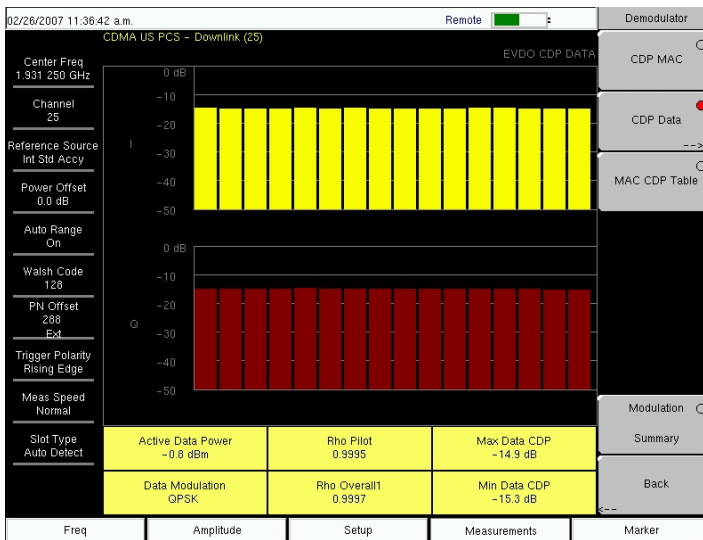 02/26/2007 11:36:42 a.m.
Remote
Demodulator
CDMA US PCS - Downlink (25)
EVDO CDP DATA
Center Freq
1.931 250 GHz
Channel
25
Reference Source
Int Std Accy
Power Offset
0.0 dB
Auto Range
On
Walsh Code
128
PN Offset
288
Ext
Trigger Polarity
Rising Edge
Meas Speed
Normal
Slot Type
Auto Detect
I
0 dB
-10
-20
-30
-40
-50
Q
0 dB
-10
-20
-30
-40
-50
Active Data Power
-0.8 dBm
Rho Pilot
0.9995
Max Data CDP
-14.9 dB
Data Modulation
QPSK
Rho Overall1
0.9997
Min Data CDP
-15.3 dB
CDP MAC
CDP Data
-->
MAC CDP Table
Modulation
Summary
Back
<--
Freq
Amplitude
Setup
Measurements
Marker